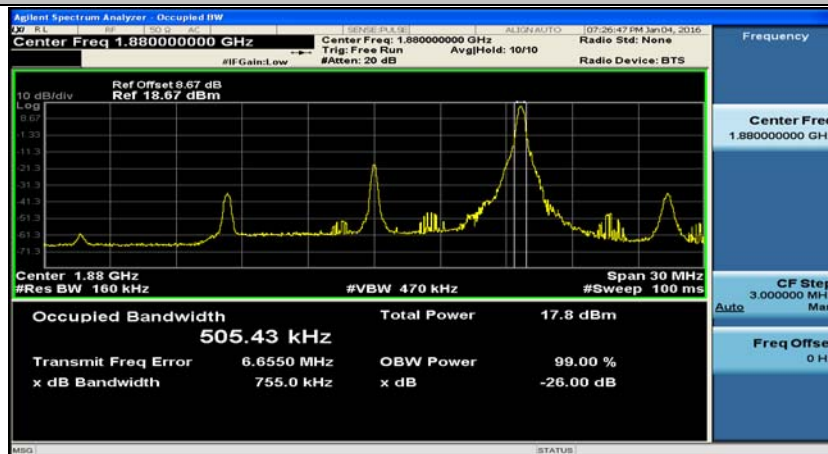 Agilent Spectrum Analyzer - Occupied BW
RL RF 50 Ω AC SENSE:PULSE ALIGN AUTO 07:26:47 PM Jan 04, 2016
Center Freq 1.880000000 GHz
Center Freq: 1.880000000 GHz
Radio Std: None
Trig: Free Run Avg|Hold: 10/10
#IFGain:Low #Atten: 20 dB Radio Device: BTS
Ref Offset 8.67 dB
10 dB/div Ref 18.67 dBm
Log
8.67
-1.33
-11.3
-21.3
-31.3
-41.3
-51.3
-61.3
-71.3
Center 1.88 GHz Span 30 MHz
#Res BW 160 kHz #VBW 470 kHz #Sweep 100 ms
Occupied Bandwidth Total Power 17.8 dBm
505.43 kHz
Transmit Freq Error 6.6550 MHz OBW Power 99.00 %
x dB Bandwidth 755.0 kHz x dB -26.00 dB
MSG STATUS
Frequency
Center Freq
1.880000000 GH
CF Step
3.000000 MH
Auto Ma
Freq Offse
0 H